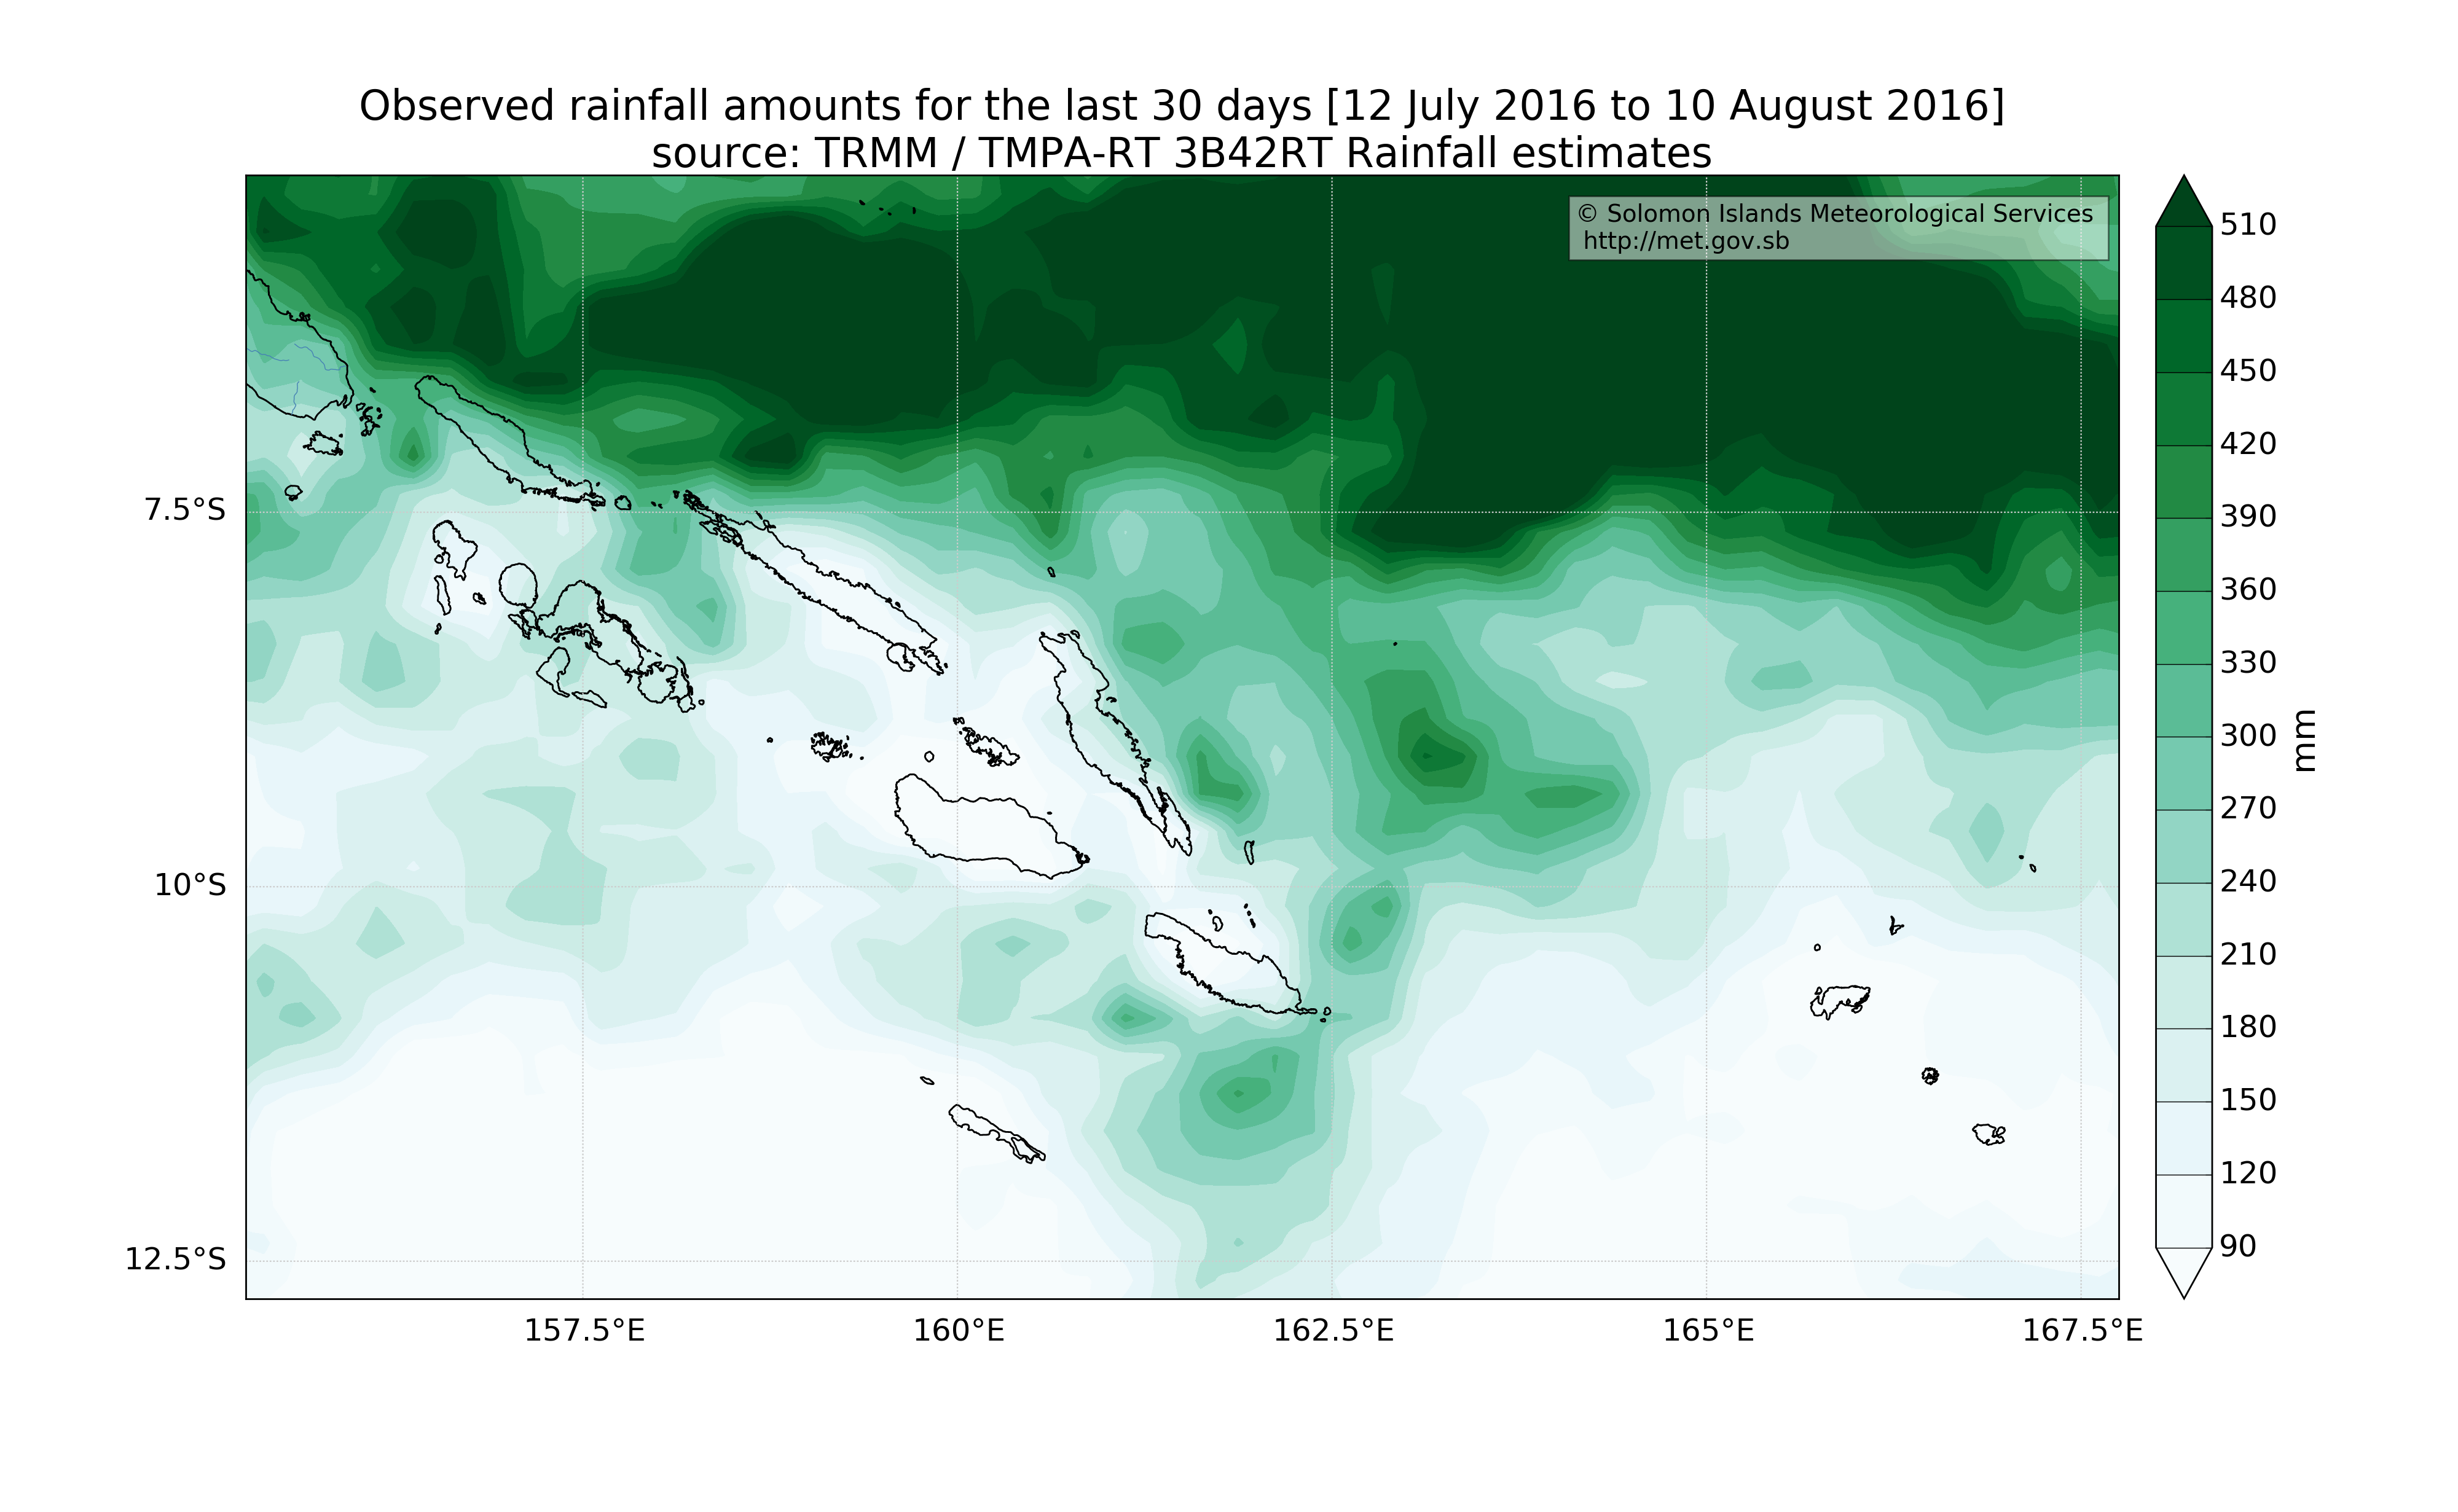 Observed rainfall amounts for the last 30 days [12 July 2016 to 10 August 2016]
source: TRMM / TMPA-RT 3B42RT Rainfall estimates
© Solomon Islands Meteorological Services
http://met.gov.sb
7.5°S
10°S
12.5°S
157.5°E
160°E
162.5°E
165°E
167.5°E
510
480
450
420
390
360
330
300
270
240
210
180
150
120
90
mm